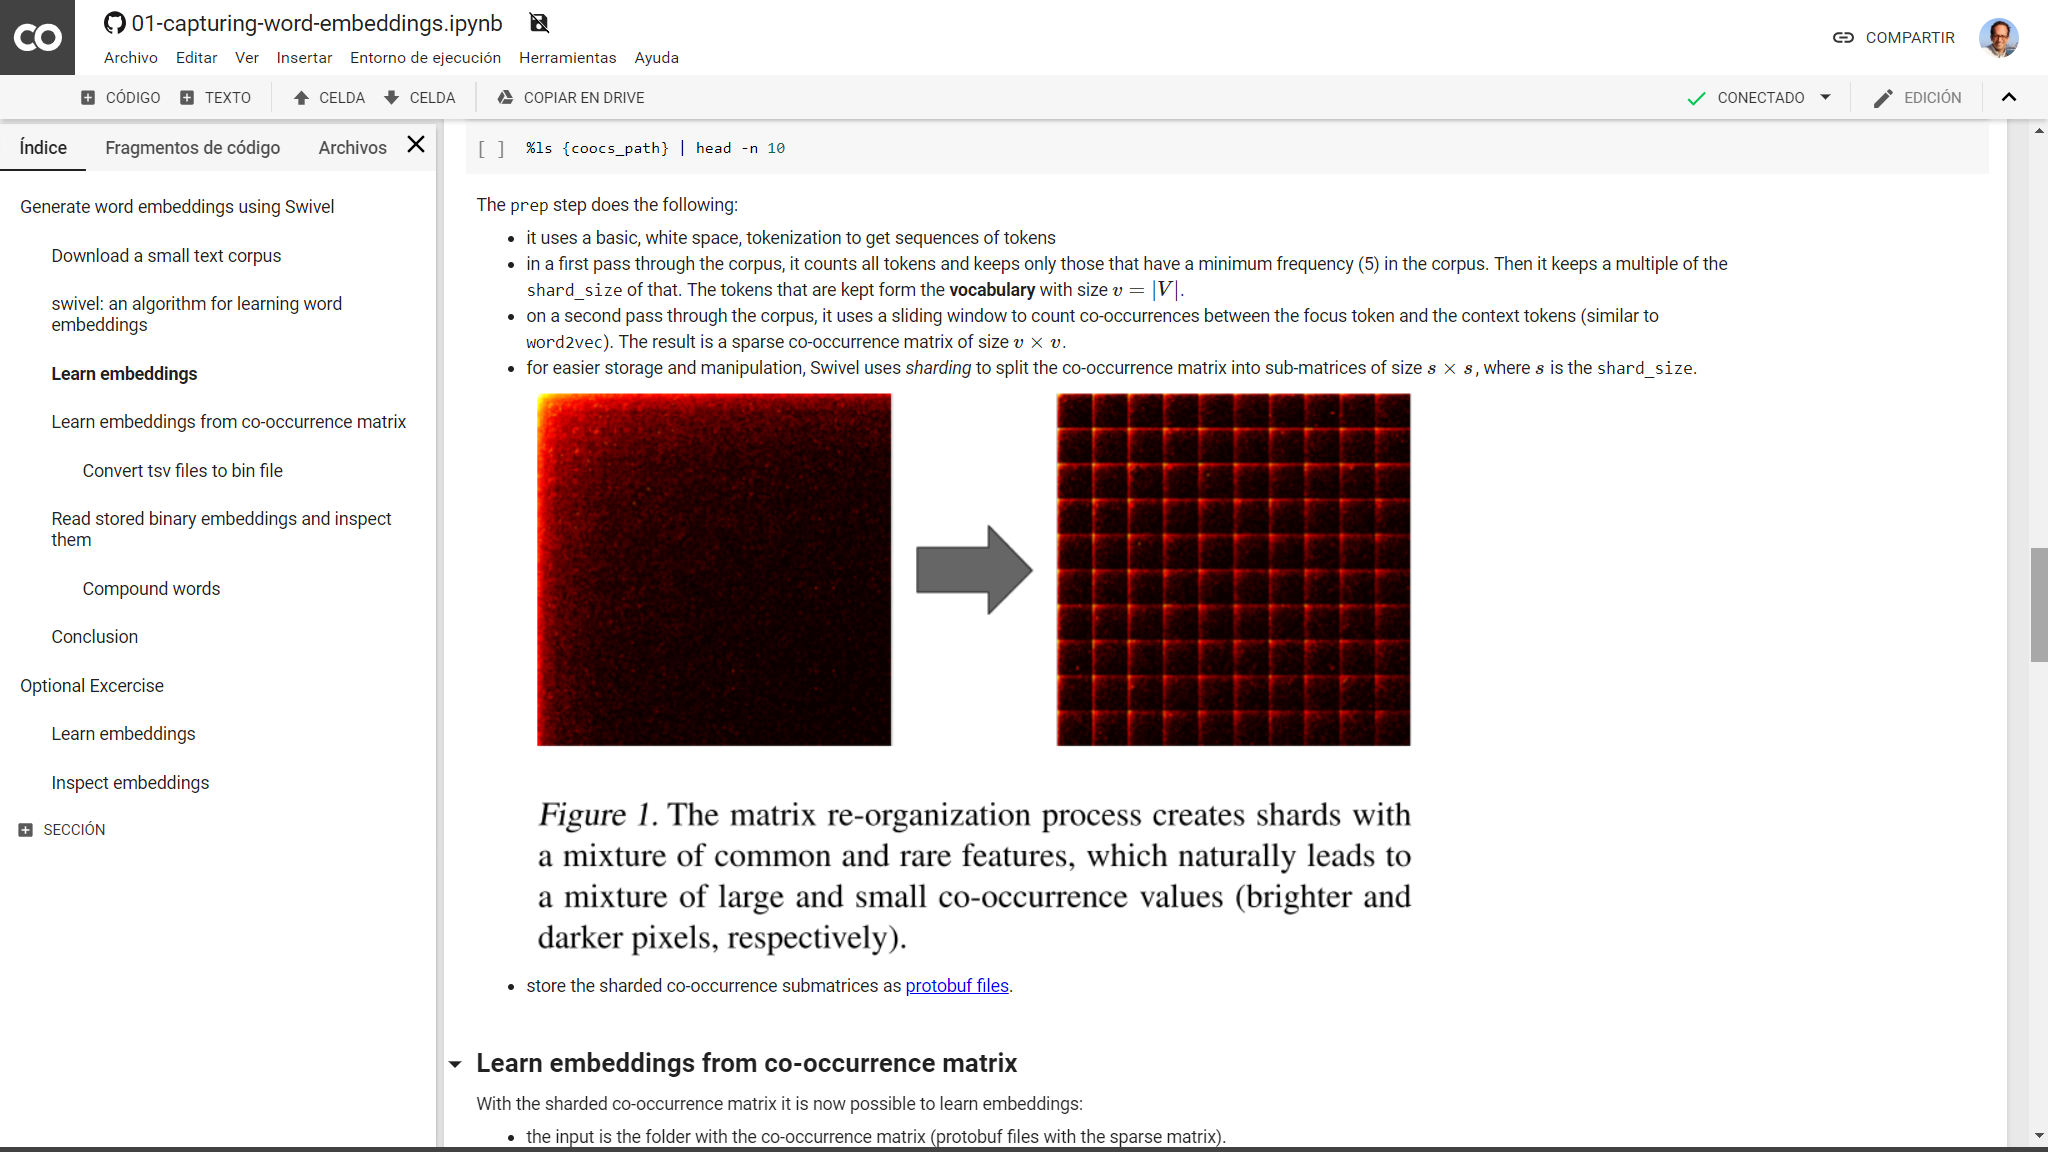 CO
01-capturing-word-embeddings.ipynb
Archivo Editar Ver Insertar Entorno de ejecución Herramientas Ayuda
COMPARTIR
CÓDIGO TEXTO CELDA CELDA COPIAR EN DRIVE
CONECTADO EDICIÓN
Índice Fragmentos de código Archivos
Generate word embeddings using Swivel
Download a small text corpus
swivel: an algorithm for learning word
embeddings
Learn embeddings
Learn embeddings from co-occurrence matrix
Convert tsv files to bin file
Read stored binary embeddings and inspect
them
Compound words
Conclusion
Optional Excercise
Learn embeddings
Inspect embeddings
SECCIÓN
[ ] %ls {coocs_path} | head -n 10
The prep step does the following:
• it uses a basic, white space, tokenization to get sequences of tokens
• in a first pass through the corpus, it counts all tokens and keeps only those that have a minimum frequency (5) in the corpus. Then it keeps a multiple of the
shard_size of that. The tokens that are kept form the vocabulary with size v = |V|.
• on a second pass through the corpus, it uses a sliding window to count co-occurrences between the focus token and the context tokens (similar to
word2vec). The result is a sparse co-occurrence matrix of size v × v.
• for easier storage and manipulation, Swivel uses sharding to split the co-occurrence matrix into sub-matrices of size s × s, where s is the shard_size.
Figure 1. The matrix re-organization process creates shards with
a mixture of common and rare features, which naturally leads to
a mixture of large and small co-occurrence values (brighter and
darker pixels, respectively).
• store the sharded co-occurrence submatrices as protobuf files.
Learn embeddings from co-occurrence matrix
With the sharded co-occurrence matrix it is now possible to learn embeddings:
• the input is the folder with the co-occurrence matrix (protobuf files with the sparse matrix).